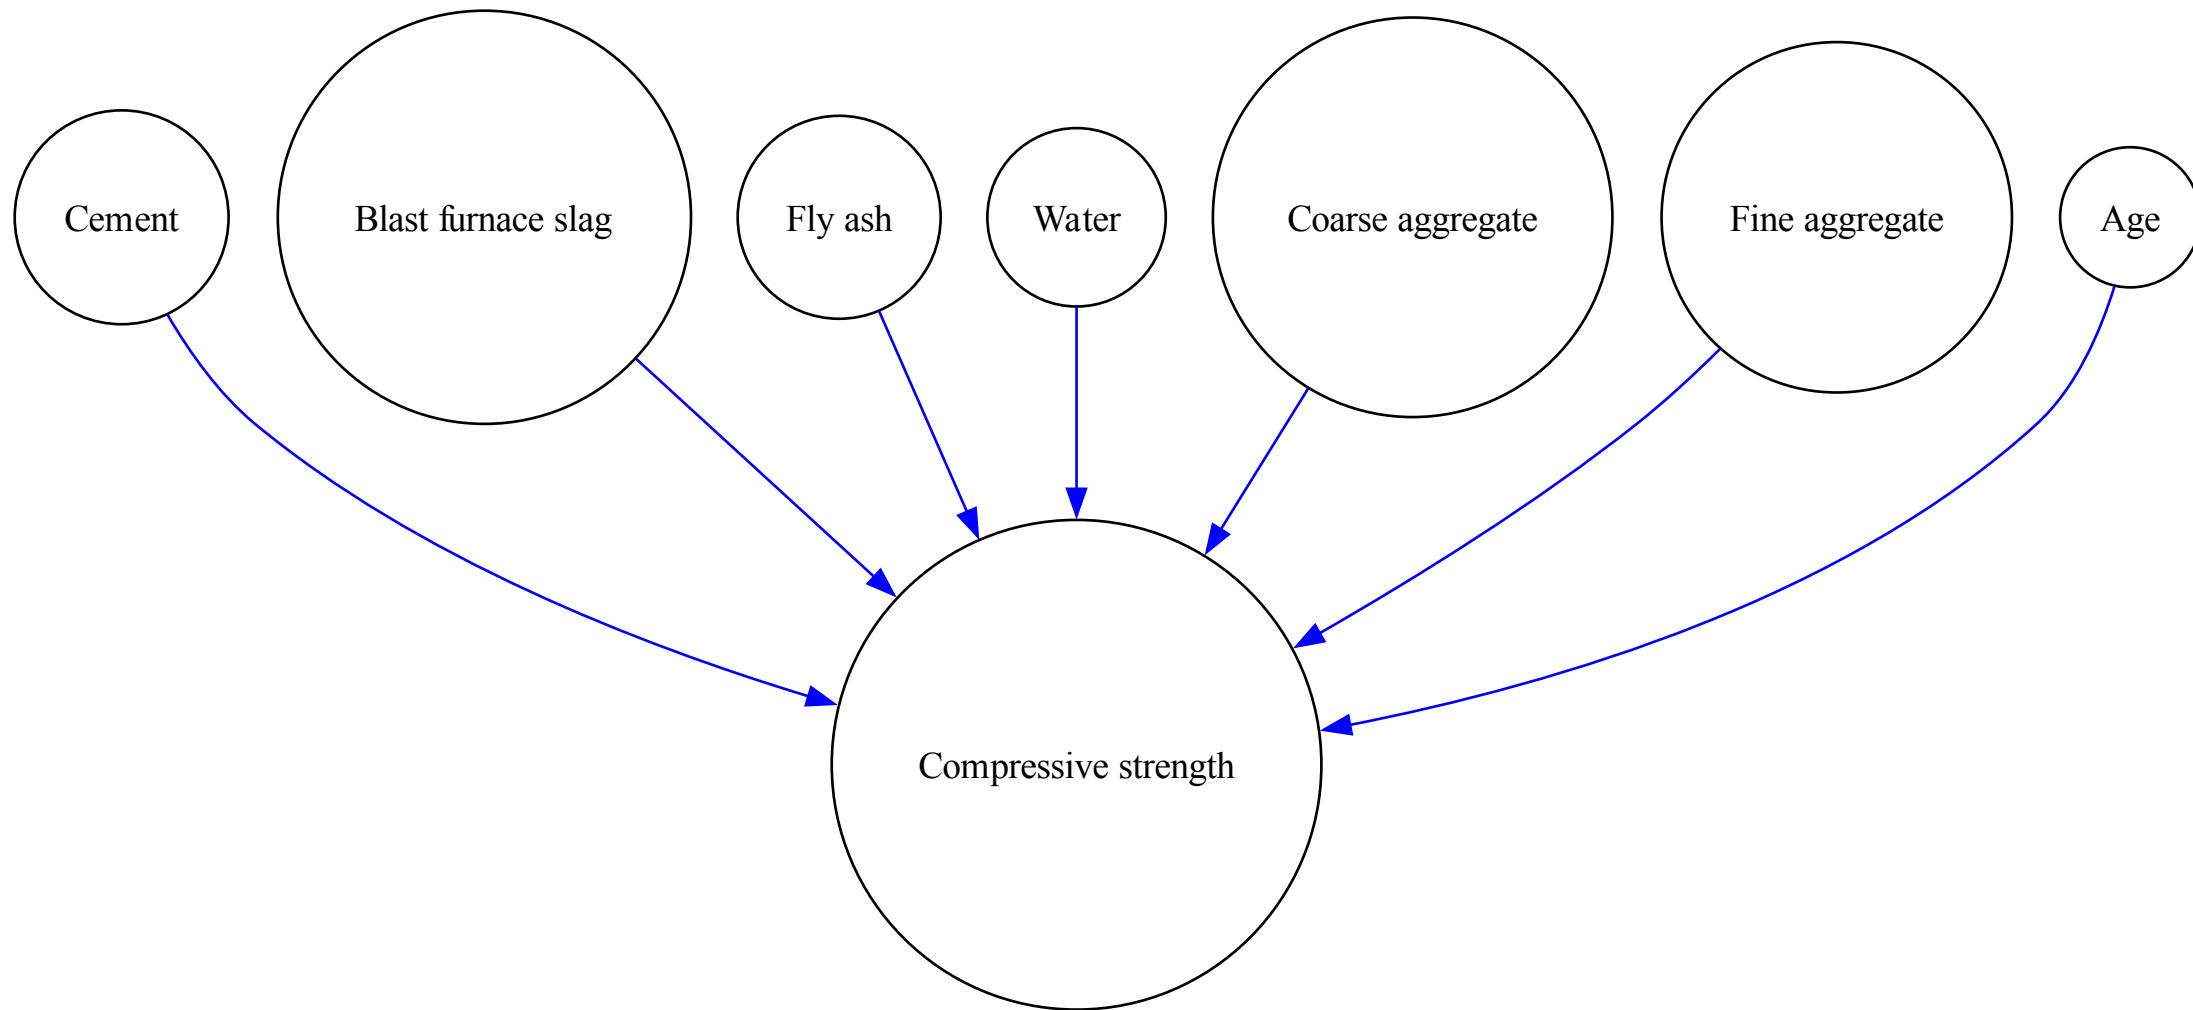 Cement
Blast furnace slag
Fly ash
Water
Coarse aggregate
Fine aggregate
Age
Compressive strength